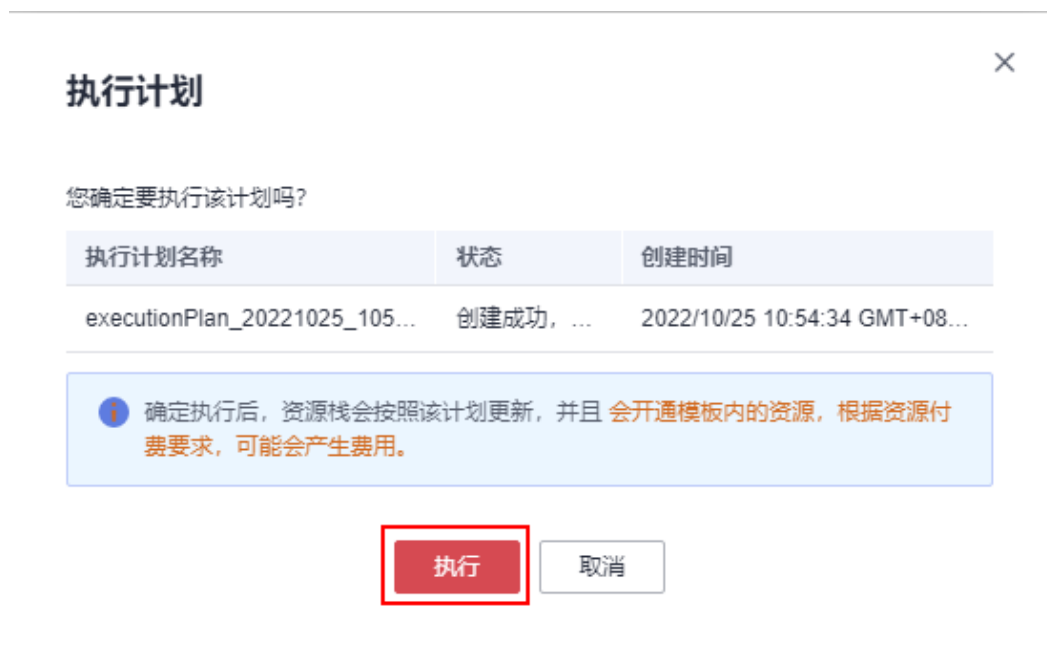 执行计划
您确定要执行该计划吗?
执行计划名称 状态 创建时间
executionPlan_20221025_105... 创建成功，... 2022/10/25 10:54:34 GMT+08...
确定执行后，资源栈会按照该计划更新，并且 会开通模板内的资源，根据资源付
费要求，可能会产生费用。
执行 取消